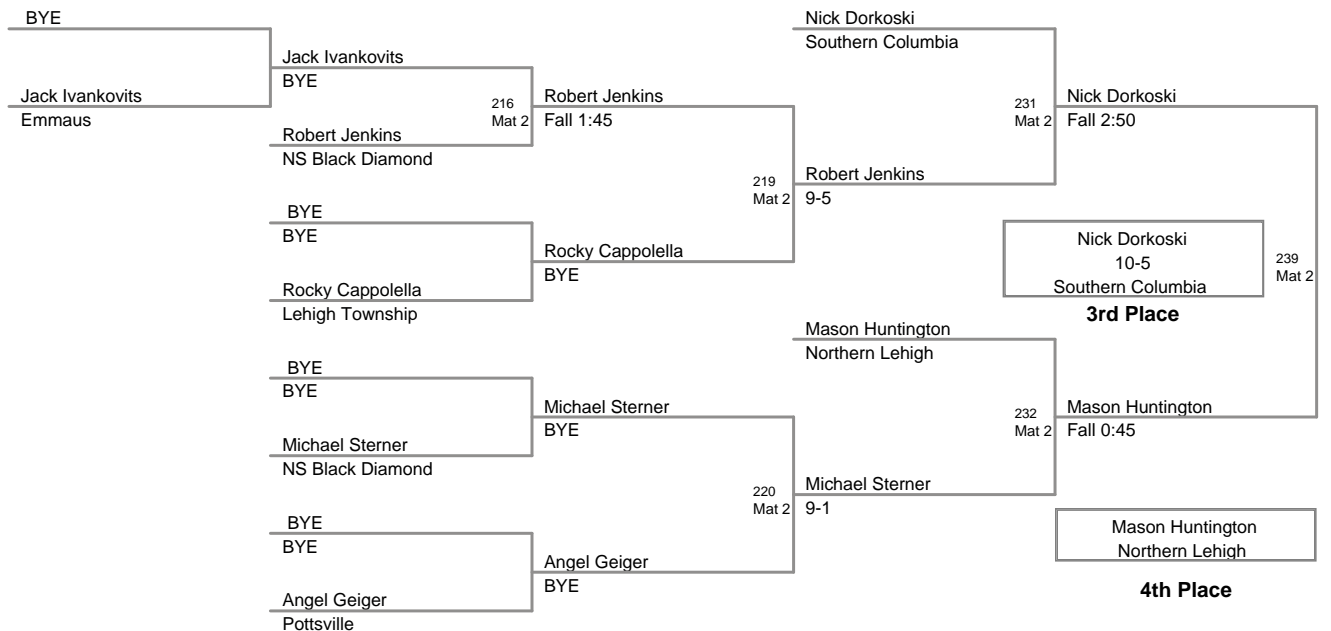 BYE
Jack Ivankovits
Emmaus
Jack Ivankovits
BYE
Robert Jenkins
NS Black Diamond
BYE
BYE
Rocky Cappolella
Lehigh Township
BYE
BYE
Michael Sterner
NS Black Diamond
BYE
BYE
Angel Geiger
Pottsville
216
Mat 2
Robert Jenkins
Fall 1:45
Rocky Cappolella
BYE
Michael Sterner
BYE
Angel Geiger
BYE
Nick Dorkoski
Southern Columbia
219
Mat 2
Robert Jenkins
9-5
Mason Huntington
Northern Lehigh
220
Mat 2
Michael Sterner
9-1
231
Mat 2
Nick Dorkoski
Fall 2:50
232
Mat 2
Mason Huntington
Fall 0:45
Nick Dorkoski
10-5
Southern Columbia
3rd Place
239
Mat 2
Mason Huntington
Northern Lehigh
4th Place